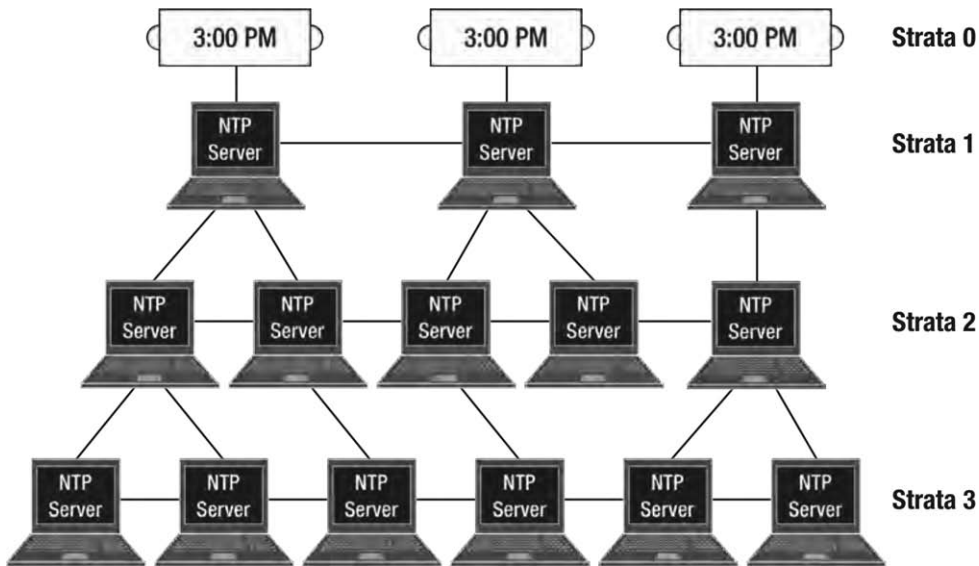 3:00 PM
3:00 PM
3:00 PM
Strata 0
NTP
Server
NTP
Server
NTP
Server
Strata 1
NTP
Server
NTP
Server
NTP
Server
NTP
Server
NTP
Server
Strata 2
NTP
Server
NTP
Server
NTP
Server
NTP
Server
NTP
Server
NTP
Server
Strata 3